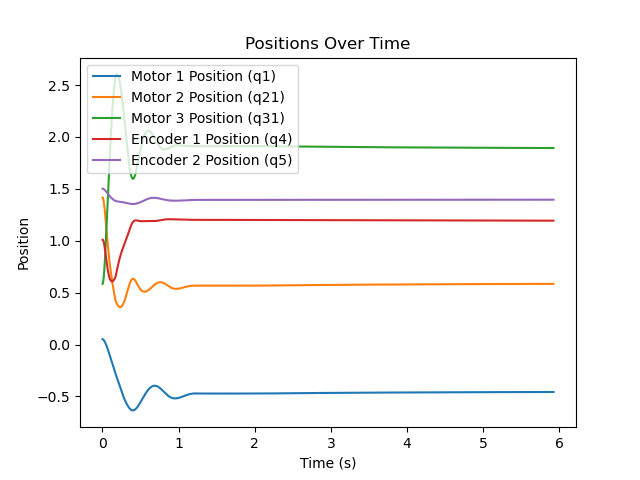 Positions Over Time
Motor 1 Position (q1)
Motor 2 Position (q21)
Motor 3 Position (q31)
Encoder 1 Position (q4)
Encoder 2 Position (q5)
Position
2.5
2.0
1.5
1.0
0.5
0.0
−0.5
0 1 2 3 4 5 6
Time (s)